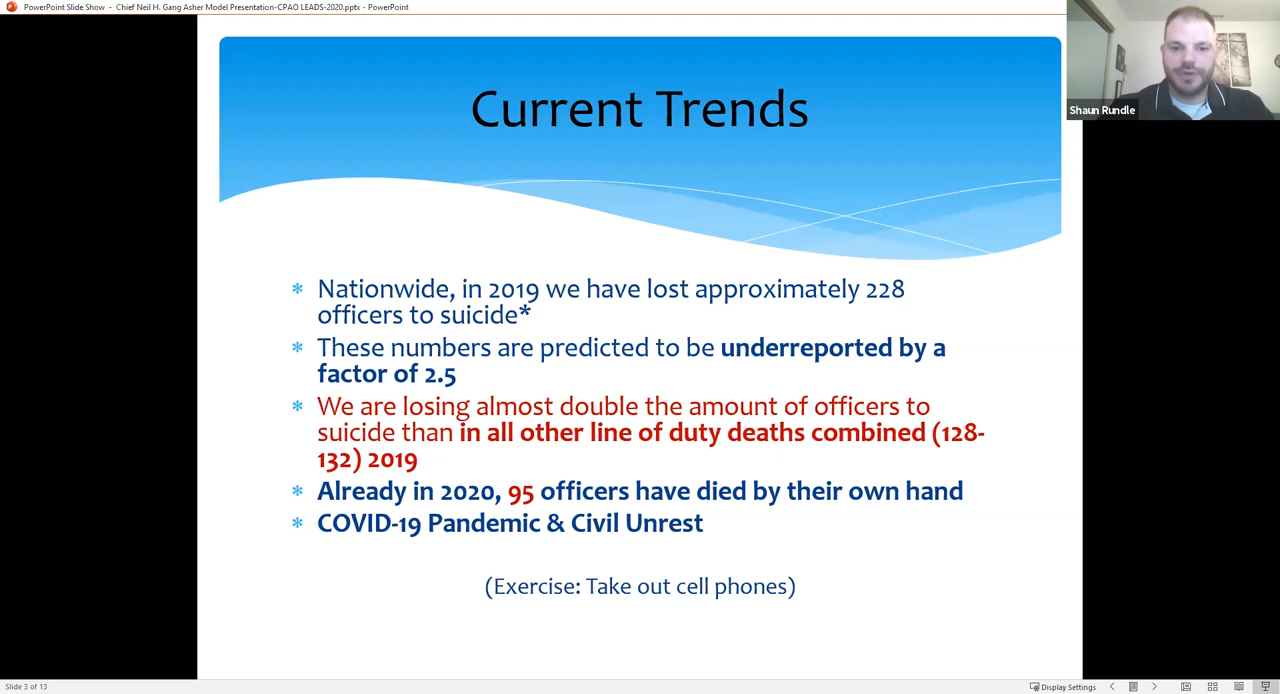 PowerPoint Slide Show - Chief Neil H. Gang Asher Model Presentation-CPAO LEADS-2020.pptx - PowerPoint
Shaun Rundle
Current Trends
* Nationwide, in 2019 we have lost approximately 228
officers to suicide*
* These numbers are predicted to be underreported by a
factor of 2.5
* We are losing almost double the amount of officers to
suicide than in all other line of duty deaths combined (128-
132) 2019
* Already in 2020, 95 officers have died by their own hand
* COVID-19 Pandemic & Civil Unrest
(Exercise: Take out cell phones)
Slide 3 of 13
Display Settings